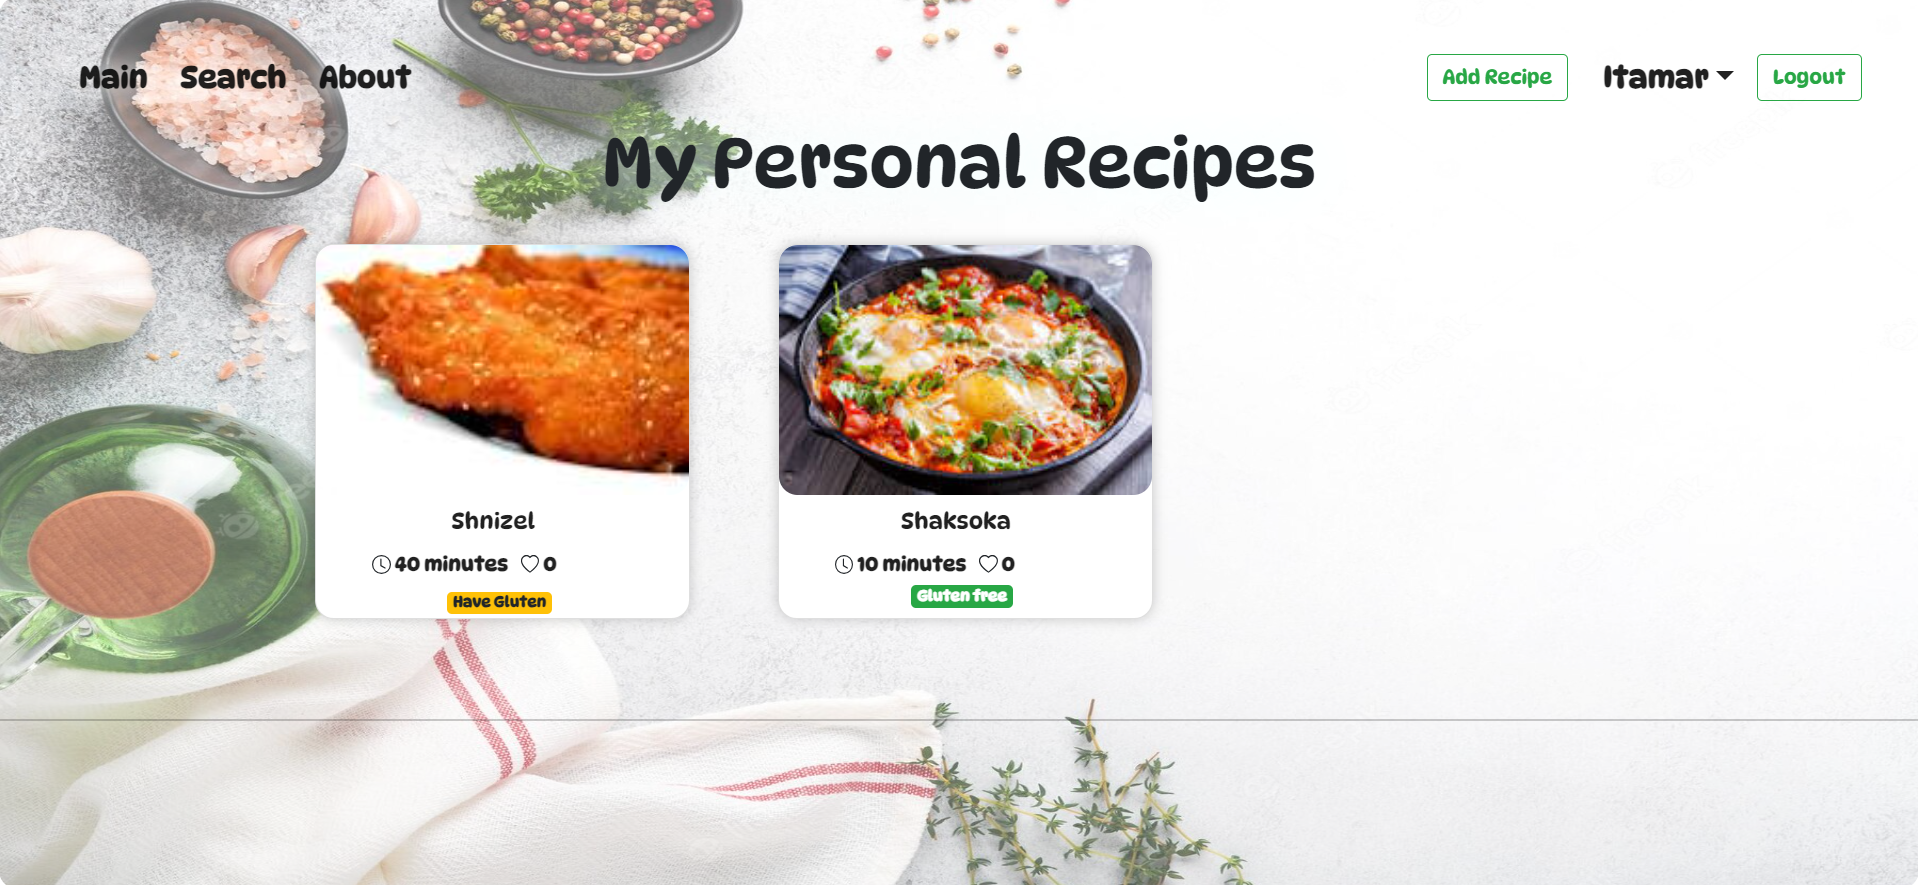 Main Search About Add Recipe Itamar Logout
My Personal Recipes
Shnizel
40 minutes 0
Have Gluten
Shaksoka
10 minutes 0
Gluten free